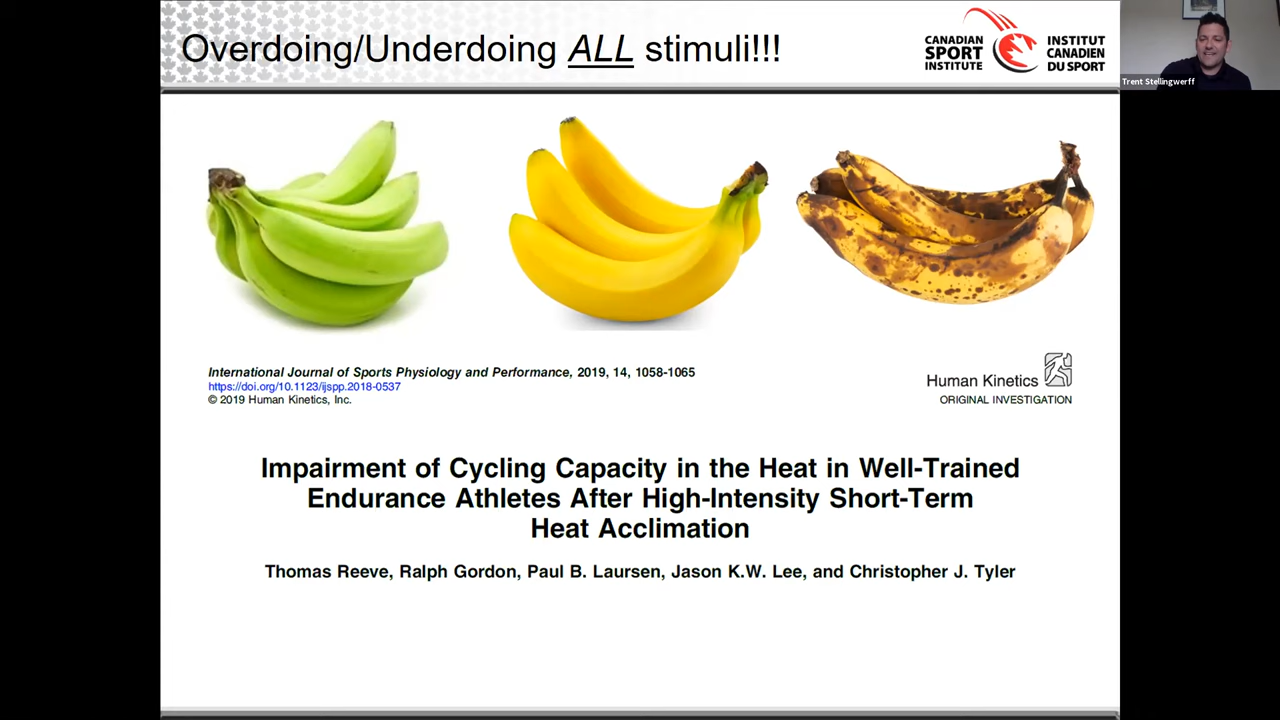 Overdoing/Underdoing ALL stimuli!!!
CANADIAN
SPORT
INSTITUTE
INSTITUT
CANADIEN
DU SPORT
Trent Stellingwerff
International Journal of Sports Physiology and Performance, 2019, 14, 1058-1065
https://doi.org/10.1123/ijspp.2018-0537
© 2019 Human Kinetics, Inc.
Human Kinetics
ORIGINAL INVESTIGATION
Impairment of Cycling Capacity in the Heat in Well-Trained
Endurance Athletes After High-Intensity Short-Term
Heat Acclimation
Thomas Reeve, Ralph Gordon, Paul B. Laursen, Jason K.W. Lee, and Christopher J. Tyler